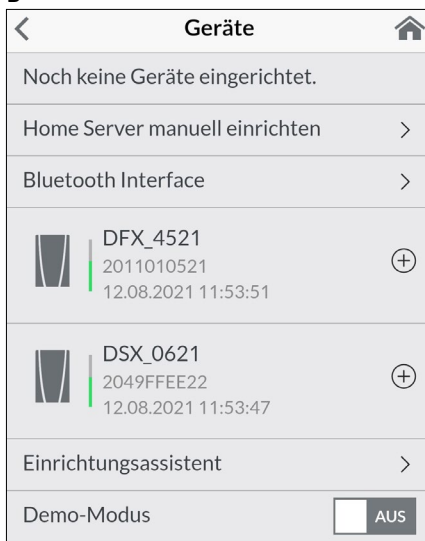 Geräte
Noch keine Geräte eingerichtet.
Home Server manuell einrichten
Bluetooth Interface
DFX_4521
2011010521
12.08.2021 11:53:51
DSX_0621
2049FFEE22
12.08.2021 11:53:47
Einrichtungsassistent
Demo-Modus AUS